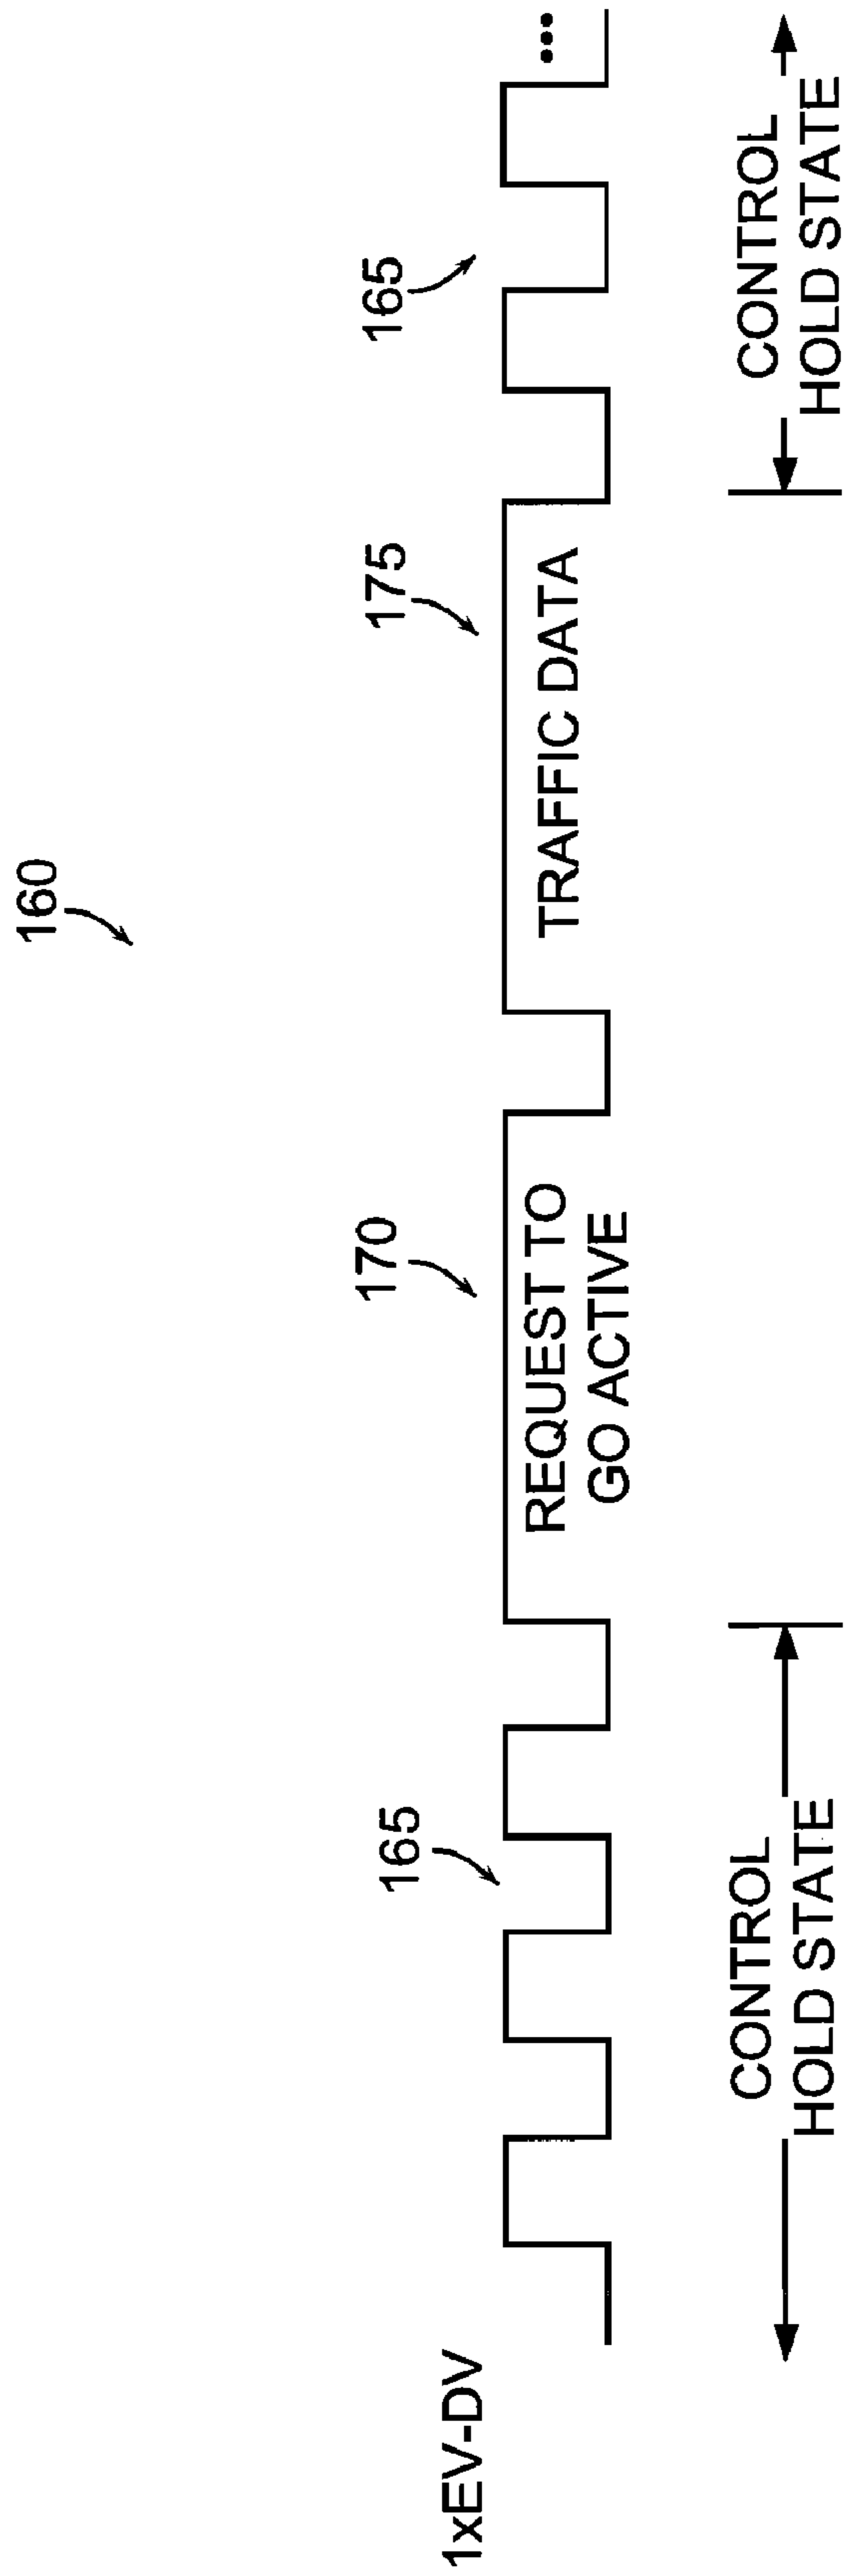 160
1xEV-DV
165
170
175
165
REQUEST TO
GO ACTIVE
TRAFFIC DATA
...
CONTROL
HOLD STATE
CONTROL
HOLD STATE